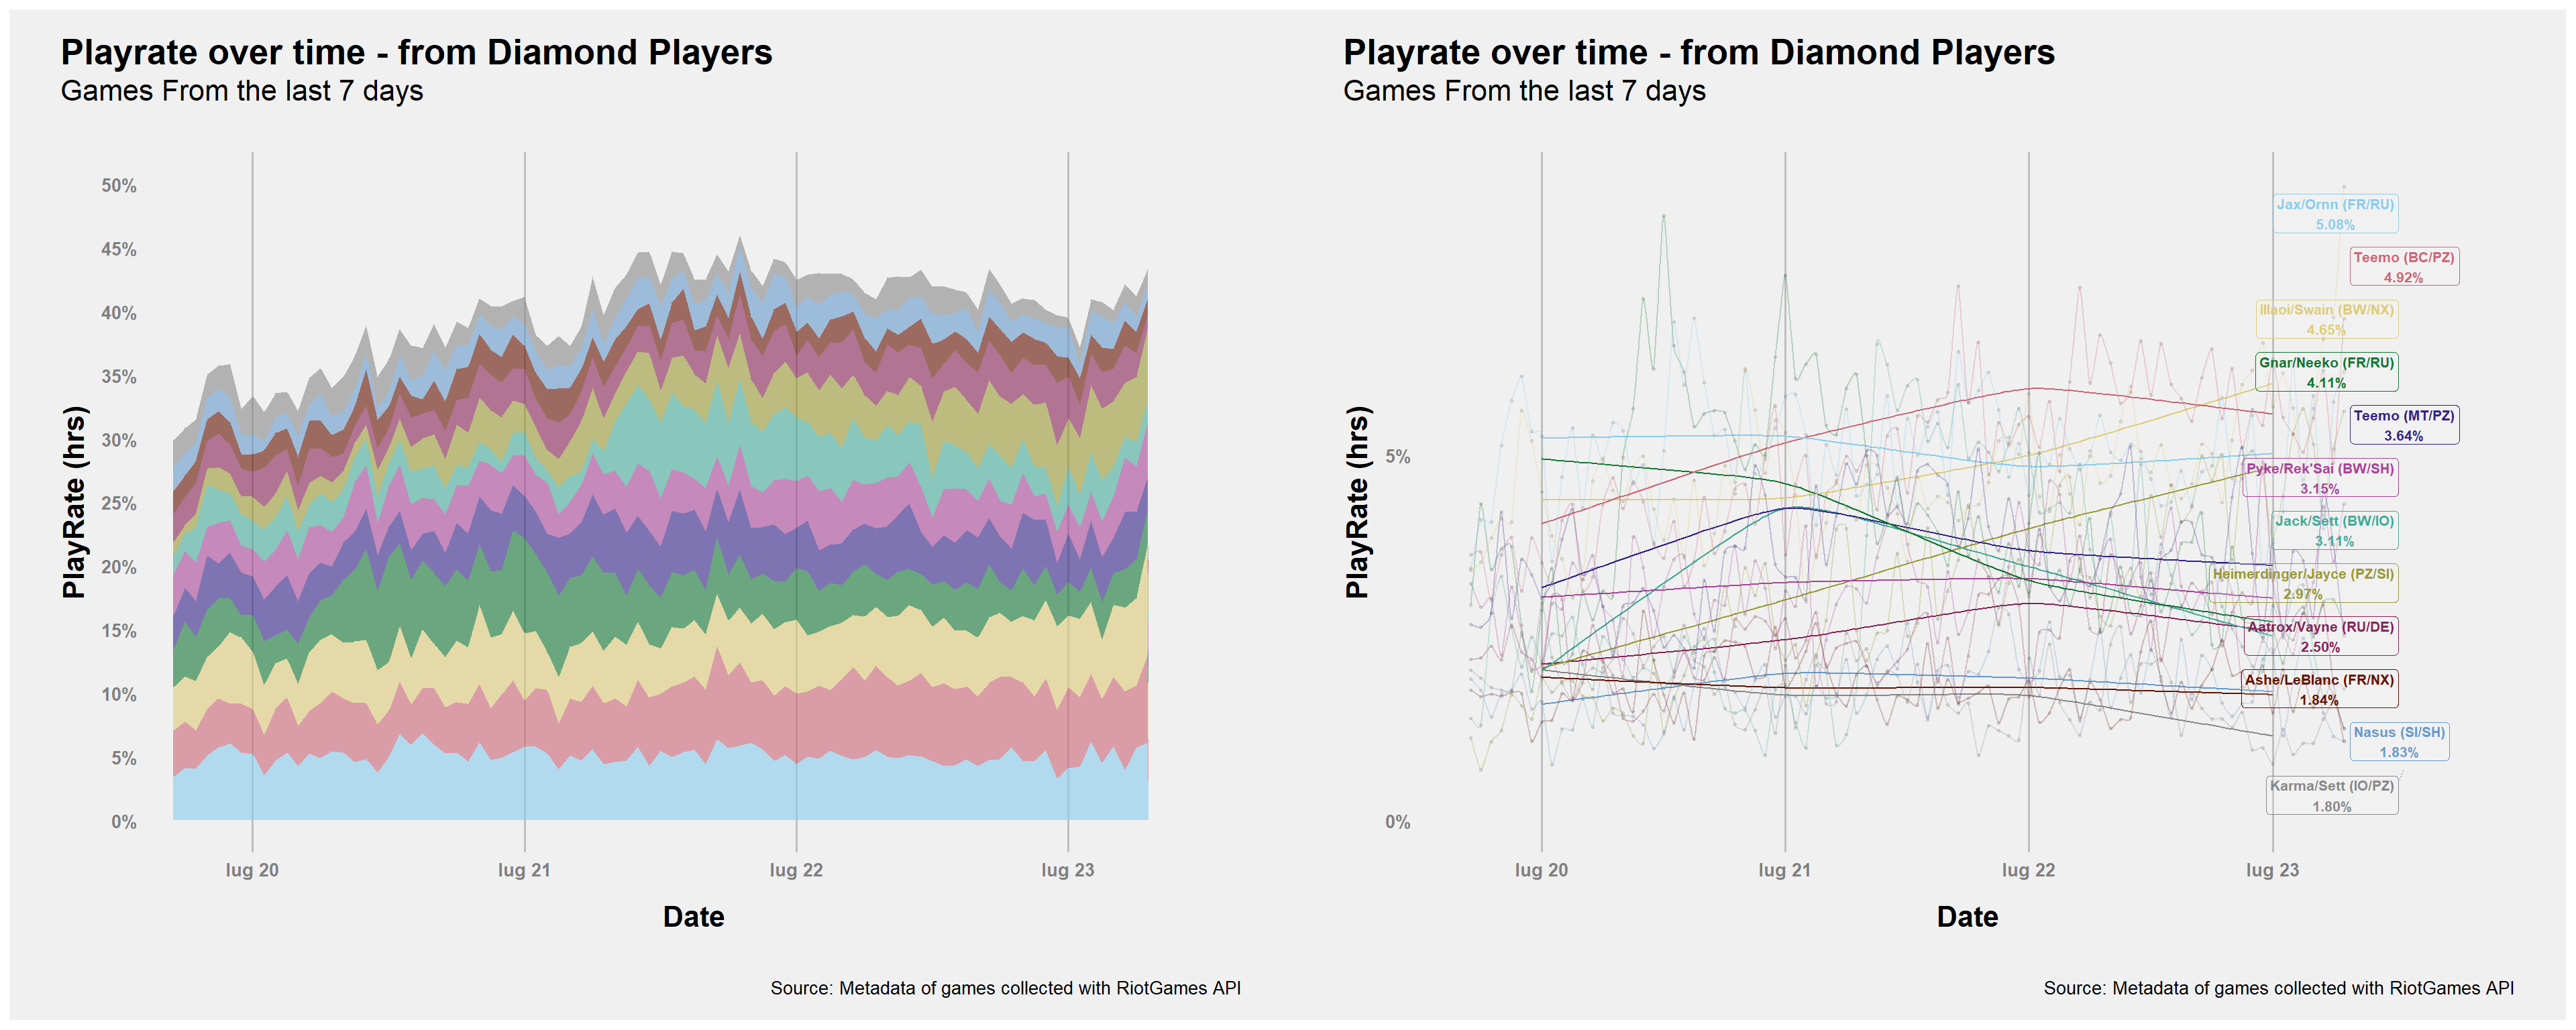 Playrate over time - from Diamond Players
Games From the last 7 days
PlayRate (hrs)
50%
45%
40%
35%
30%
25%
20%
15%
10%
5%
0%
lug 20
lug 21
lug 22
lug 23
Date
Source: Metadata of games collected with RiotGames API
Playrate over time - from Diamond Players
Games From the last 7 days
PlayRate (hrs)
5%
0%
Jax/Ornn (FR/RU)
5.08%
Teemo (BC/PZ)
4.92%
Illaoi/Swain (BW/NX)
4.65%
Gnar/Neeko (FR/RU)
4.11%
Teemo (MT/PZ)
3.64%
Pyke/Rek'Sai (BW/SH)
3.15%
Jack/Sett (BW/IO)
3.11%
Heimerdinger/Jayce (PZ/SI)
2.97%
Aatrox/Vayne (RU/DE)
2.50%
Ashe/LeBlanc (FR/NX)
1.84%
Nasus (SI/SH)
1.83%
Karma/Sett (IO/PZ)
1.80%
lug 20
lug 21
lug 22
lug 23
Date
Source: Metadata of games collected with RiotGames API